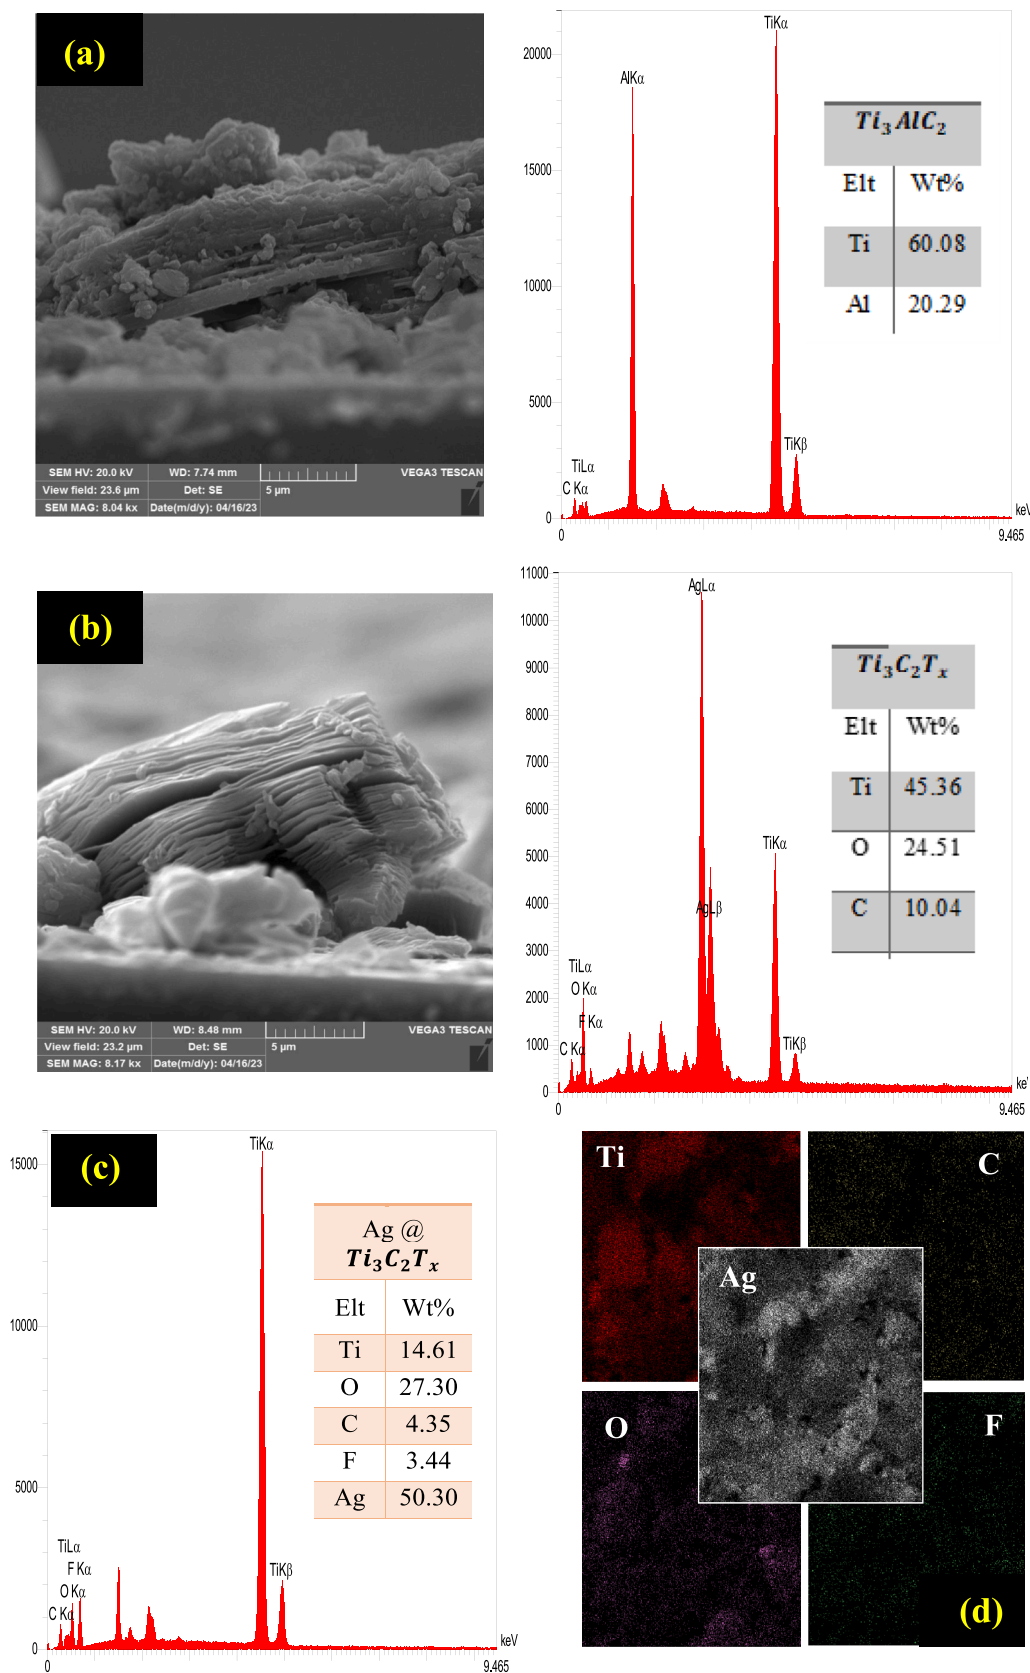 (a)
SEM HV: 20.0 kV WD: 7.74 mm VEGA3 TESCAN
View field: 23.6 µm Det: SE 5 µm
SEM MAG: 8.04 kx Date(m/d/y): 04/16/23
TiKα
20000
AlKα
15000
10000
5000
TiKβ
TiLα
C Kα
0
keV
0
9.465
Ti₃AlC₂
Elt Wt%
Ti 60.08
Al 20.29
(b)
SEM HV: 20.0 kV WD: 8.48 mm VEGA3 TESCAN
View field: 23.2 µm Det: SE 5 µm
SEM MAG: 8.17 kx Date(m/d/y): 04/16/23
11000
AgLα
10000
9000
8000
7000
6000
5000
TiKα
4000
AgLβ
3000
TiLα
2000
O Kα
F Kα
1000
C Kα
TiKβ
0
ke
0
9.465
Ti₃C₂Tₓ
Elt Wt%
Ti 45.36
O 24.51
C 10.04
(c)
TiKα
15000
10000
5000
TiLα
F Kα
O Kα
C Kα
TiKβ
0
keV
0
9.465
Ag @
Ti₃C₂Tₓ
Elt Wt%
Ti 14.61
O 27.30
C 4.35
F 3.44
Ag 50.30
Ti
C
Ag
O
F
(d)